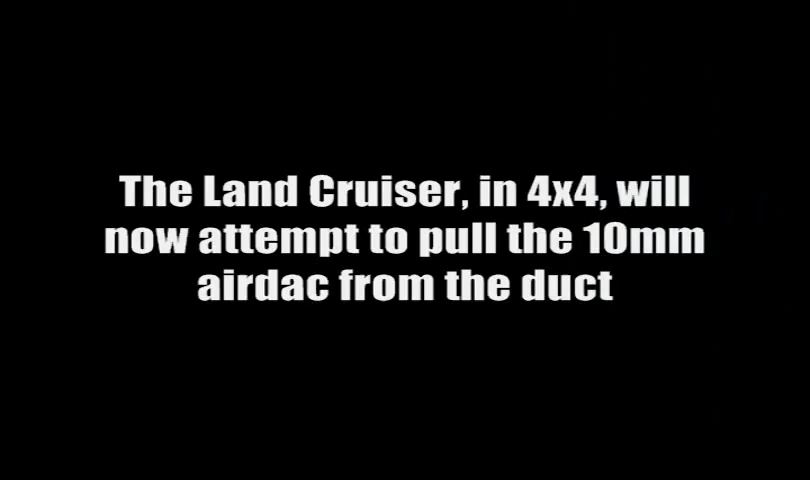 The Land Cruiser, in 4x4, will
now attempt to pull the 10mm
airdac from the duct